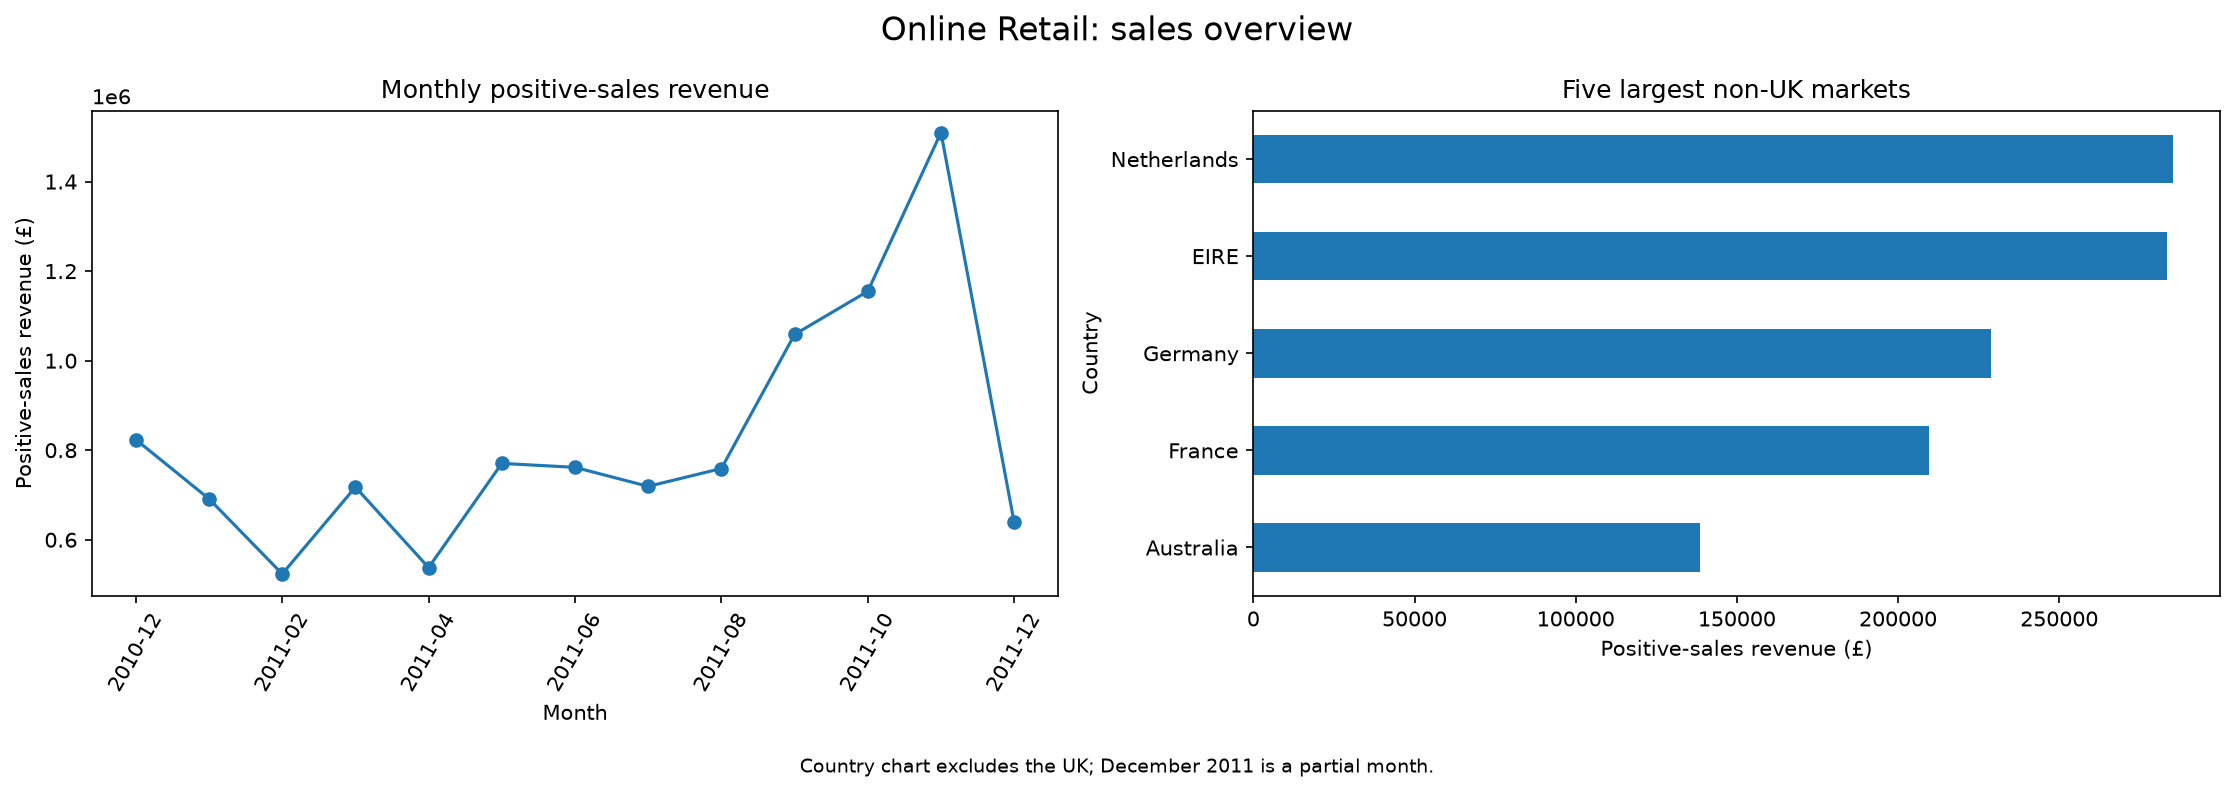 Online Retail: sales overview
Monthly positive-sales revenue
1e6
Positive-sales revenue (£)
1.4
1.2
1.0
0.8
0.6
2010-12
2011-02
2011-04
2011-06
2011-08
2011-10
2011-12
Month
Five largest non-UK markets
Country
Netherlands
EIRE
Germany
France
Australia
0
50000
100000
150000
200000
250000
Positive-sales revenue (£)
Country chart excludes the UK; December 2011 is a partial month.